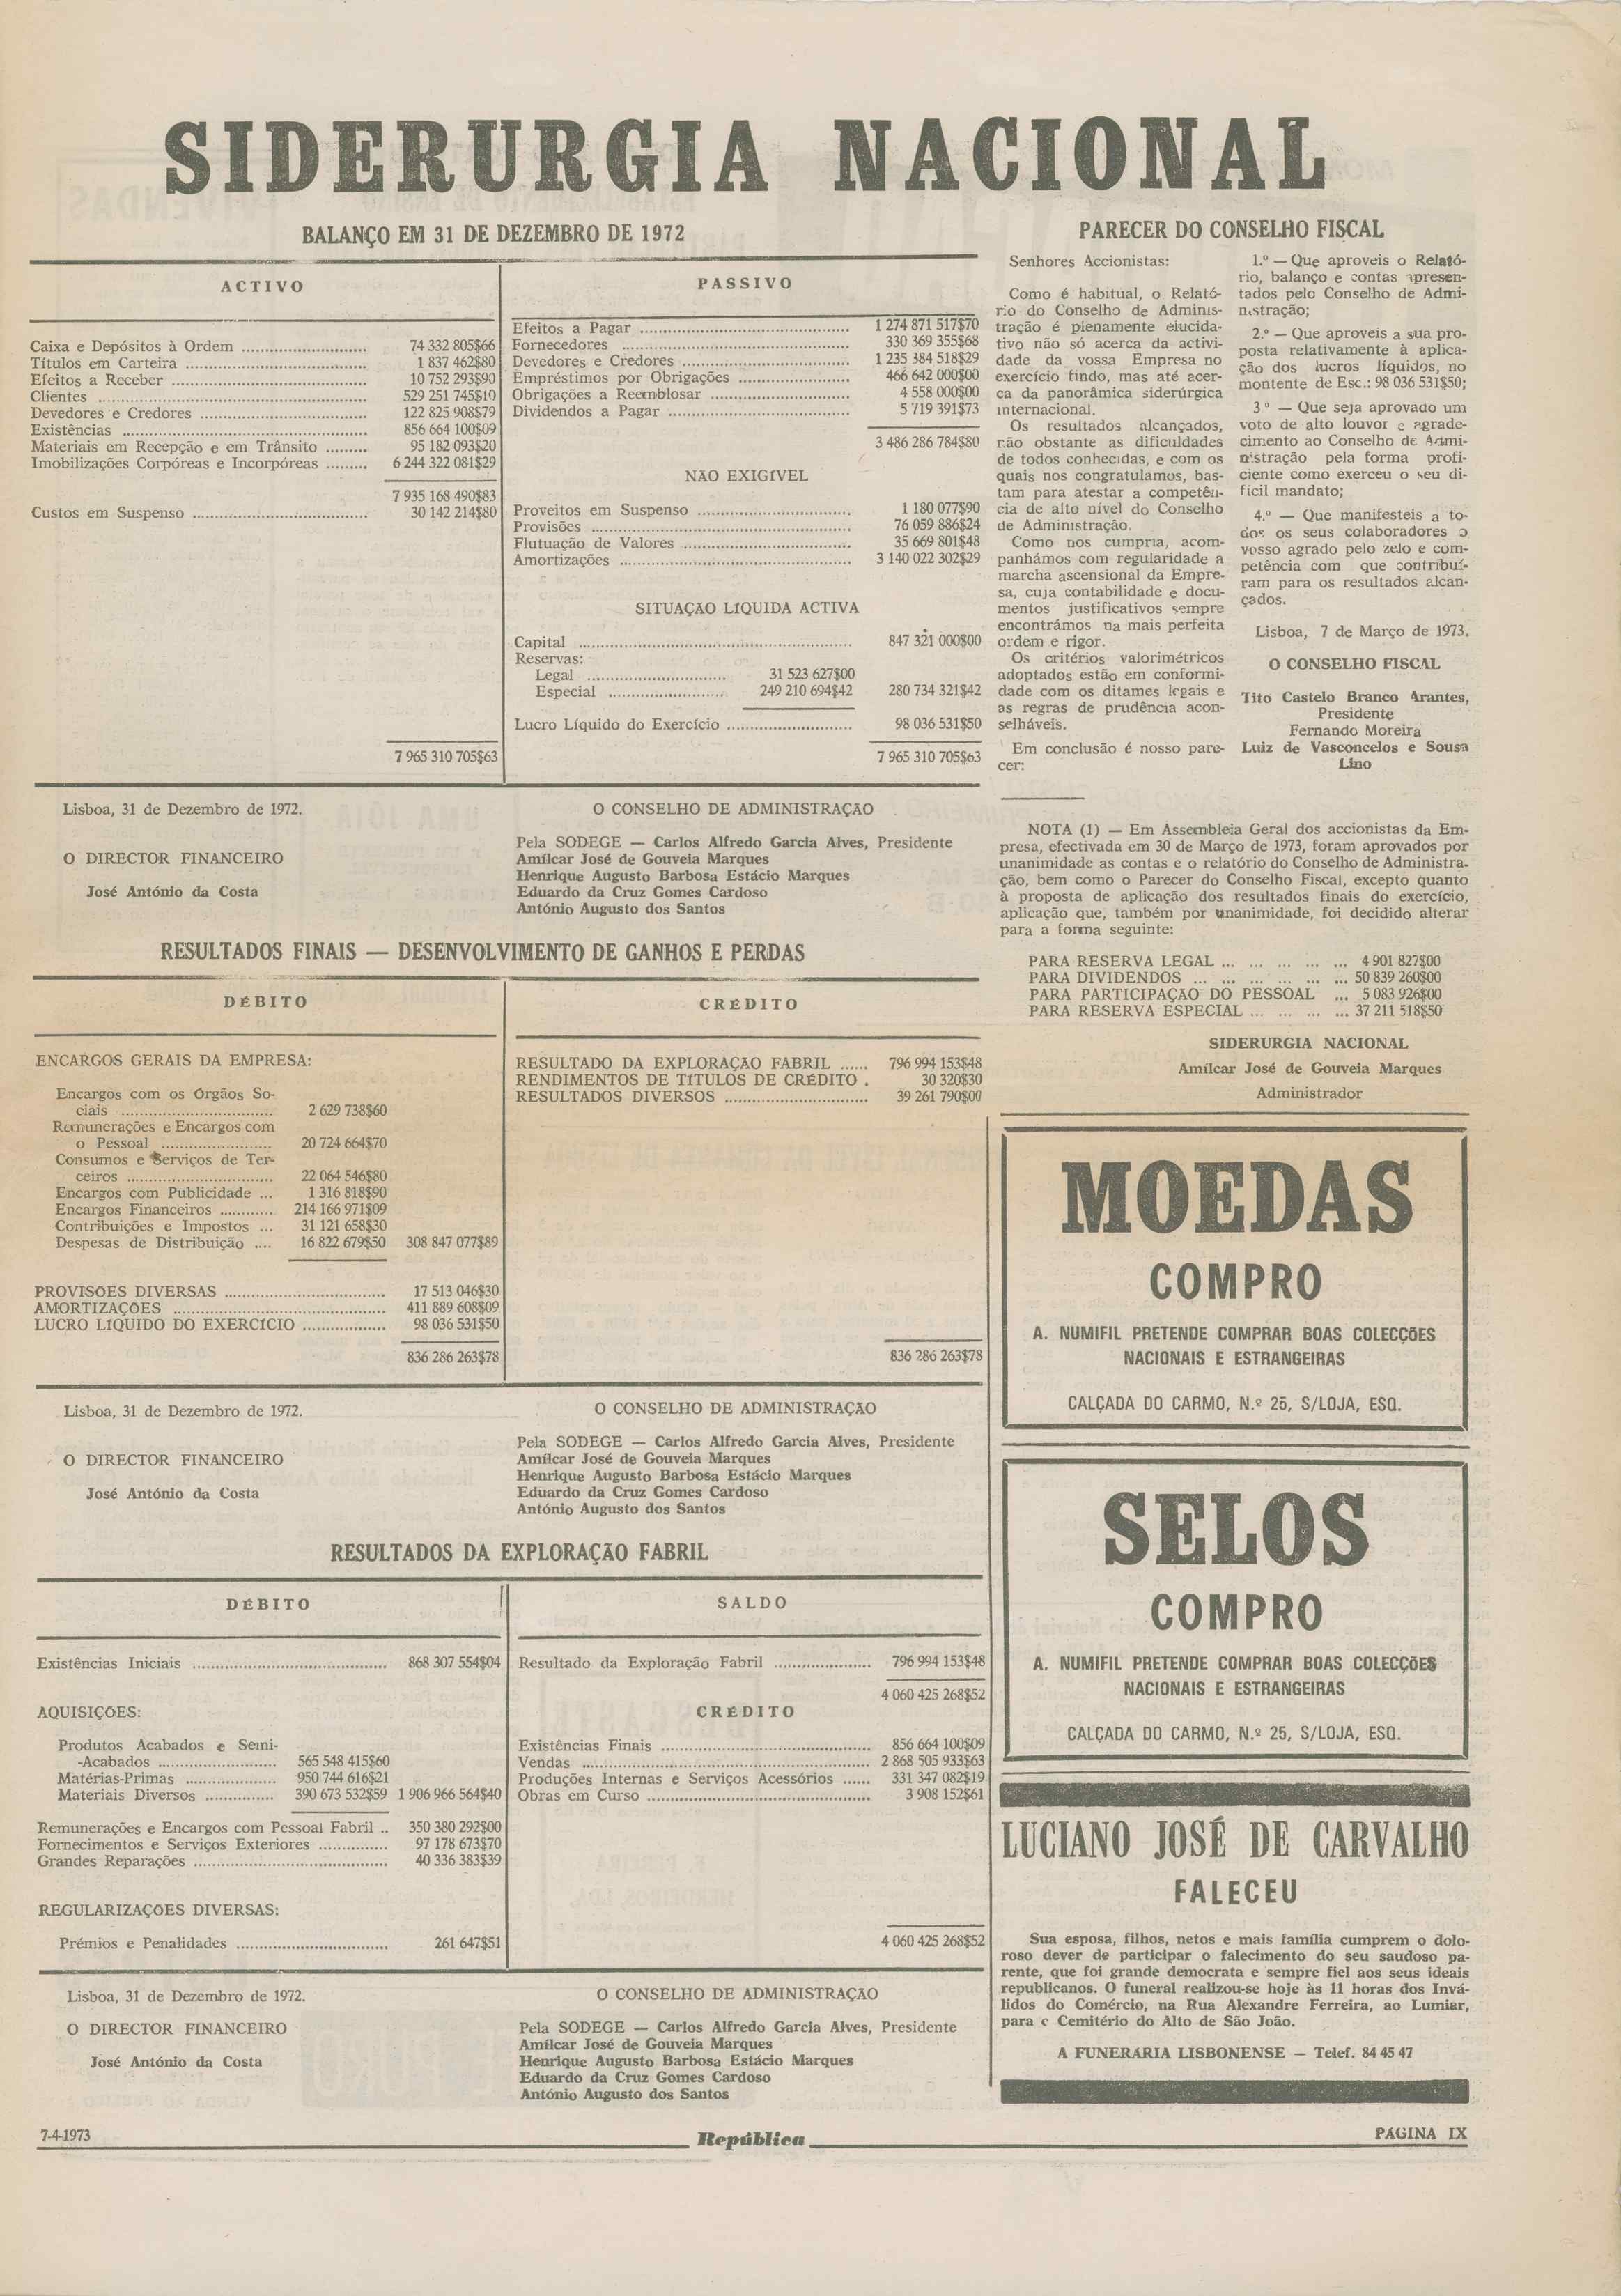 SIDERURGIA NACIONAL
BALANÇO EM 31 DE DEZEMBRO DE 1972
ACTIVO
Caixa e Depósitos à Ordem ........................... 74 332 805$66
Títulos em Carteira ....................................... 1 837 462$80
Efeitos a Receber .......................................... 10 752 293$90
Clientes .......................................................... 529 251 745$10
Devedores e Credores .................................... 122 825 908$79
Existências ..................................................... 856 664 100$09
Materiais em Recepção e em Trânsito ......... 95 182 093$20
Imobilizações Corpóreas e Incorpóreas ......... 6 244 322 081$29
7 935 168 490$83
Custos em Suspenso ...................................... 30 142 214$80
7 965 310 705$63
PASSIVO
Efeitos a Pagar ............................................. 1 274 871 517$70
Fornecedores ................................................. 330 369 355$68
Devedores e Credores .................................... 1 235 384 518$29
Empréstimos por Obrigações ........................ 466 642 000$00
Obrigações a Reemblosar .............................. 4 558 000$00
Dividendos a Pagar ....................................... 5 719 391$73
3 486 286 784$80
NÃO EXIGÍVEL
Proveitos em Suspenso ................................. 1 180 077$90
Provisões ........................................................ 76 059 886$24
Flutuação de Valores .................................... 35 669 801$48
Amortizações .................................................. 3 140 022 302$29
SITUAÇÃO LÍQUIDA ACTIVA
Capital ........................................................... 847 321 000$00
Reservas:
Legal .............................. 31 523 627$00
Especial ......................... 249 210 694$42 280 734 321$42
Lucro Líquido do Exercício ........................... 98 036 531$50
7 965 310 705$63
Lisboa, 31 de Dezembro de 1972.
O DIRECTOR FINANCEIRO
José António da Costa
O CONSELHO DE ADMINISTRAÇÃO
Pela SODEGE — Carlos Alfredo Garcia Alves, Presidente
Amílcar José de Gouveia Marques
Henrique Augusto Barbosa Estácio Marques
Eduardo da Cruz Gomes Cardoso
António Augusto dos Santos
RESULTADOS FINAIS — DESENVOLVIMENTO DE GANHOS E PERDAS
DÉBITO
ENCARGOS GERAIS DA EMPRESA:
Encargos com os Órgãos So-
ciais ................................. 2 629 738$60
Remunerações e Encargos com
o Pessoal ........................ 20 724 664$70
Consumos e Serviços de Ter-
ceiros ............................... 22 064 546$80
Encargos com Publicidade ... 1 316 818$90
Encargos Financeiros ............ 214 166 971$09
Contribuições e Impostos ... 31 121 658$30
Despesas de Distribuição .... 16 822 679$50 308 847 077$89
PROVISÕES DIVERSAS ................................... 17 513 046$30
AMORTIZAÇÕES .............................................. 411 889 608$09
LUCRO LÍQUIDO DO EXERCÍCIO .................. 98 036 531$50
836 286 263$78
CRÉDITO
RESULTADO DA EXPLORAÇÃO FABRIL ...... 796 994 153$48
RENDIMENTOS DE TÍTULOS DE CRÉDITO . 30 320$30
RESULTADOS DIVERSOS ............................... 39 261 790$00
836 286 263$78
Lisboa, 31 de Dezembro de 1972.
O DIRECTOR FINANCEIRO
José António da Costa
O CONSELHO DE ADMINISTRAÇÃO
Pela SODEGE — Carlos Alfredo Garcia Alves, Presidente
Amílcar José de Gouveia Marques
Henrique Augusto Barbosa Estácio Marques
Eduardo da Cruz Gomes Cardoso
António Augusto dos Santos
RESULTADOS DA EXPLORAÇÃO FABRIL
DÉBITO
Existências Iniciais .......................................... 868 307 554$04
AQUISIÇÕES:
Produtos Acabados e Semi-
-Acabados ......................... 565 548 415$60
Matérias-Primas .................... 950 744 616$21
Materiais Diversos ............... 390 673 532$59 1 906 966 564$40
Remunerações e Encargos com Pessoal Fabril .. 350 380 292$00
Fornecimentos e Serviços Exteriores ............... 97 178 673$70
Grandes Reparações .......................................... 40 336 383$39
REGULARIZAÇÕES DIVERSAS:
Prémios e Penalidades ................................. 261 647$51
SALDO
Resultado da Exploração Fabril ..................... 796 994 153$48
4 060 425 268$52
CRÉDITO
Existências Finais .............................................. 856 664 100$09
Vendas .............................................................. 2 868 505 933$63
Produções Internas e Serviços Acessórios ...... 331 347 082$19
Obras em Curso ................................................. 3 908 152$61
4 060 425 268$52
Lisboa, 31 de Dezembro de 1972.
O DIRECTOR FINANCEIRO
José António da Costa
O CONSELHO DE ADMINISTRAÇÃO
Pela SODEGE — Carlos Alfredo Garcia Alves, Presidente
Amílcar José de Gouveia Marques
Henrique Augusto Barbosa Estácio Marques
Eduardo da Cruz Gomes Cardoso
António Augusto dos Santos
PARECER DO CONSELHO FISCAL
Senhores Accionistas:
Como é habitual, o Relató-
rio do Conselho de Adminis-
tração é plenamente elucida-
tivo não só acerca da activi-
dade da vossa Empresa no
exercício findo, mas até acer-
ca da panorâmica siderúrgica
internacional.
Os resultados alcançados,
não obstante as dificuldades
de todos conhecidas, e com os
quais nos congratulamos, bas-
tam para atestar a competên-
cia de alto nível do Conselho
de Administração.
Como nos cumpria, acom-
panhámos com regularidade a
marcha ascensional da Empre-
sa, cuja contabilidade e docu-
mentos justificativos sempre
encontrámos na mais perfeita
ordem e rigor.
Os critérios valorimétricos
adoptados estão em conformi-
dade com os ditames legais e
as regras de prudência acon-
selháveis.
Em conclusão é nosso pare-
cer:
1.º — Que aproveis o Relató-
rio, balanço e contas apresen-
tados pelo Conselho de Admi-
nistração;
2.º — Que aproveis a sua pro-
posta relativamente à aplica-
ção dos lucros líquidos, no
montente de Esc.: 98 036 531$50;
3º — Que seja aprovado um
voto de alto louvor e agrade-
cimento ao Conselho de Admi-
nistração pela forma profi-
ciente como exerceu o seu di-
fícil mandato;
4.º — Que manifesteis a to-
dos os seus colaboradores o
vosso agrado pelo zelo e com-
petência com que contribuí-
ram para os resultados alcan-
çados.
Lisboa, 7 de Março de 1973.
O CONSELHO FISCAL
Tito Castelo Branco Arantes,
Presidente
Fernando Moreira
Luiz de Vasconcelos e Sousa
Lino
NOTA (1) — Em Assembleia Geral dos accionistas da Em-
presa, efectivada em 30 de Março de 1973, foram aprovados por
unanimidade as contas e o relatório do Conselho de Administra-
ção, bem como o Parecer do Conselho Fiscal, excepto quanto
à proposta de aplicação dos resultados finais do exercício,
aplicação que, também por unanimidade, foi decidido alterar
para a forma seguinte:
PARA RESERVA LEGAL ... ... ... ... ... 4 901 827$00
PARA DIVIDENDOS ... ... ... ... ... ... 50 839 260$00
PARA PARTICIPAÇÃO DO PESSOAL ... 5 083 926$00
PARA RESERVA ESPECIAL ... ... ... ... 37 211 518$50
SIDERURGIA NACIONAL
Amílcar José de Gouveia Marques
Administrador
MOEDAS
COMPRO
A. NUMIFIL PRETENDE COMPRAR BOAS COLECÇÕES
NACIONAIS E ESTRANGEIRAS
CALÇADA DO CARMO, N.º 25, S/LOJA, ESQ.
SELOS
COMPRO
A. NUMIFIL PRETENDE COMPRAR BOAS COLECÇÕES
NACIONAIS E ESTRANGEIRAS
CALÇADA DO CARMO, N.º 25, S/LOJA, ESQ.
LUCIANO JOSÉ DE CARVALHO
FALECEU
Sua esposa, filhos, netos e mais família cumprem o dolo-
roso dever de participar o falecimento do seu saudoso pa-
rente, que foi grande democrata e sempre fiel aos seus ideais
republicanos. O funeral realizou-se hoje às 11 horas dos Invá-
lidos do Comércio, na Rua Alexandre Ferreira, ao Lumiar,
para o Cemitério do Alto de São João.
A FUNERÁRIA LISBONENSE — Telef. 84 45 47
7-4-1973
República
PÁGINA IX